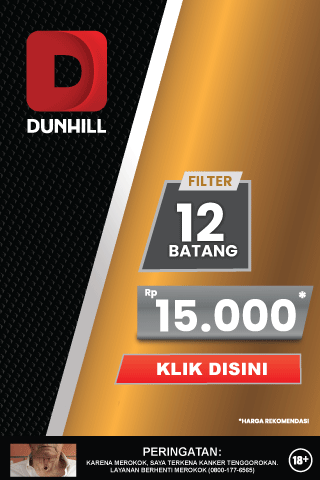 D
DUNHILL
FILTER
12
BATANG
Rp
15.000*
KLIK DISINI
*HARGA REKOMENDASI
PERINGATAN:
KARENA MEROKOK, SAYA TERKENA KANKER TENGGOROKAN.
LAYANAN BERHENTI MEROKOK (0800-177-6565)
18+